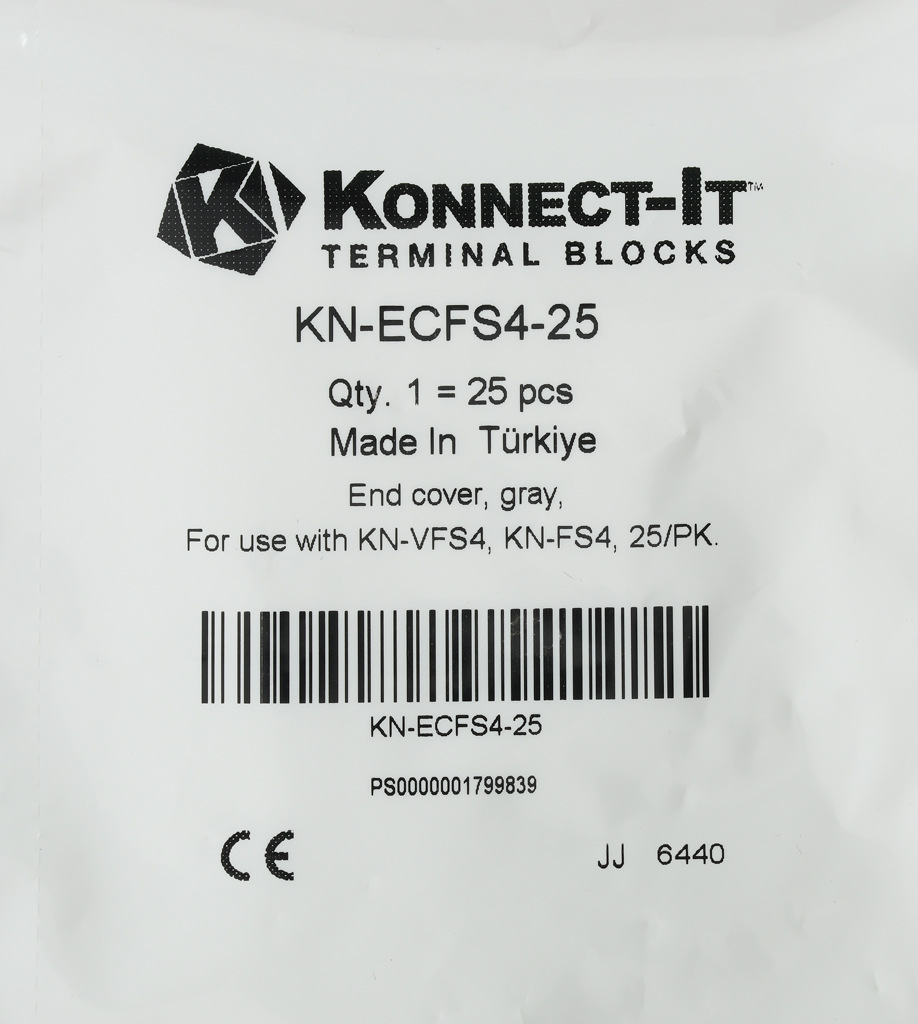 K KONNECT-IT™
TERMINAL BLOCKS
KN-ECFS4-25
Qty. 1 = 25 pcs
Made In Türkiye
End cover, gray,
For use with KN-VFS4, KN-FS4, 25/PK.
KN-ECFS4-25
PS0000001799839
CE JJ 6440